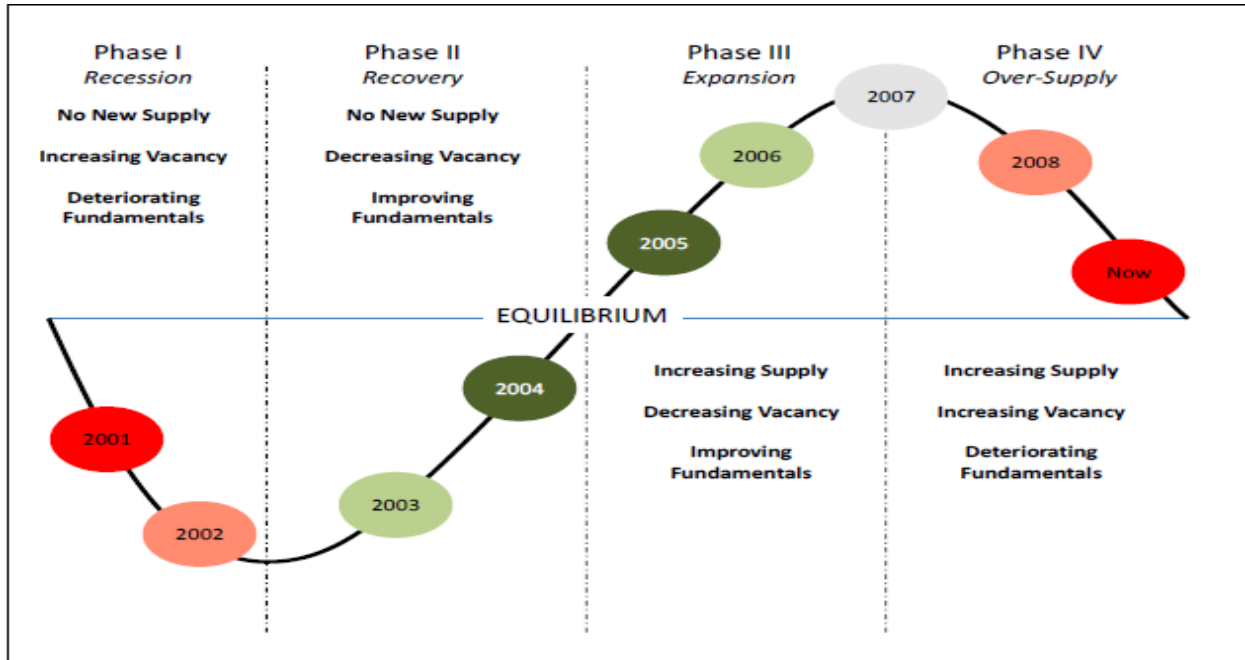 Phase I
Recession
No New Supply
Increasing Vacancy
Deteriorating
Fundamentals
Phase II
Recovery
No New Supply
Decreasing Vacancy
Improving
Fundamentals
Phase III
Expansion
Phase IV
Over-Supply
2007
2006
2008
2005
Now
EQUILIBRIUM
2004
2001
2003
2002
Increasing Supply
Decreasing Vacancy
Improving
Fundamentals
Increasing Supply
Increasing Vacancy
Deteriorating
Fundamentals